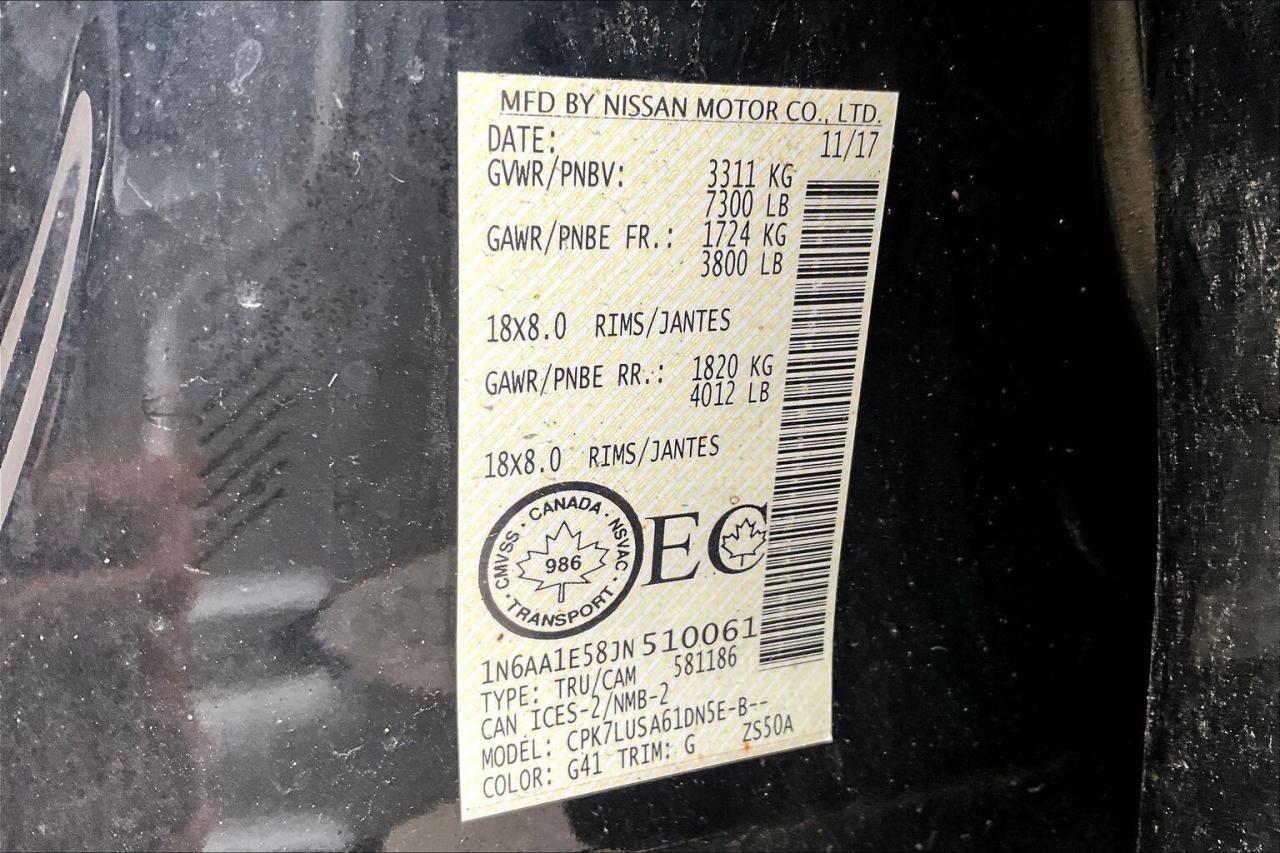 MFD BY NISSAN MOTOR CO., LTD.
DATE: 11/17
GVWR/PNBV: 3311 KG
7300 LB
GAWR/PNBE FR.: 1724 KG
3800 LB
18X8.0 RIMS/JANTES
GAWR/PNBE RR.: 1820 KG
4012 LB
18X8.0 RIMS/JANTES
CMVSS · CANADA · NSVAC · TRANSPORT ·
986
EC
1N6AA1E58JN 510061
TYPE: TRU/CAM 581186
CAN ICES-2/NMB-2
MODEL: CPK7LUSA61DN5E-B--
COLOR: G41 TRIM: G ZS50A